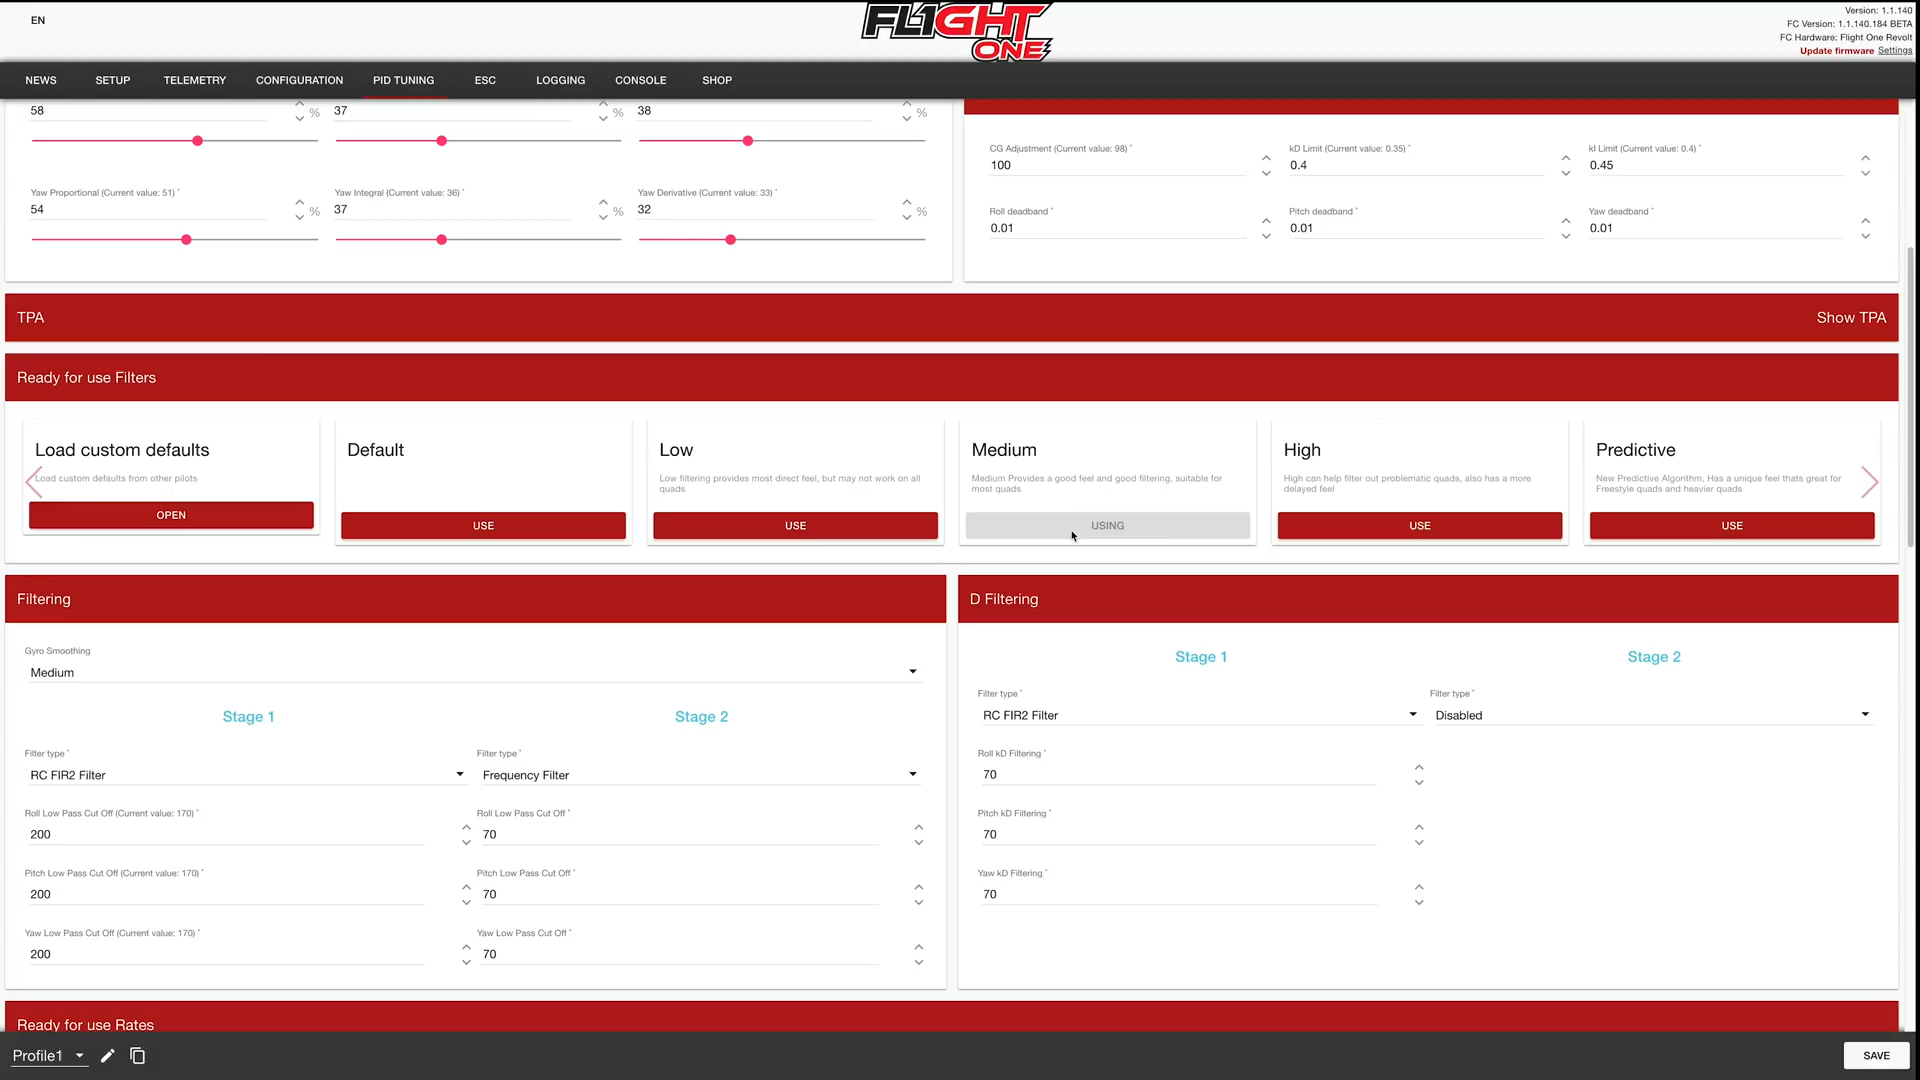 EN
FL1GHT
ONE
Version: 1.1.140
FC Version: 1.1.140.184 BETA
FC Hardware: Flight One Revolt
Update firmware Settings
NEWS SETUP TELEMETRY CONFIGURATION PID TUNING ESC LOGGING CONSOLE SHOP
58 % 37 % 38 %
Yaw Proportional (Current value: 51) * Yaw Integral (Current value: 36) * Yaw Derivative (Current value: 33) *
54 % 37 % 32 %
CG Adjustment (Current value: 98) * kD Limit (Current value: 0.35) * kI Limit (Current value: 0.4) *
100 0.4 0.45
Roll deadband * Pitch deadband * Yaw deadband *
0.01 0.01 0.01
TPA Show TPA
Ready for use Filters
Load custom defaults
Load custom defaults from other pilots
OPEN
Default
USE
Low
Low filtering provides most direct feel, but may not work on all
quads
USE
Medium
Medium Provides a good feel and good filtering, suitable for
most quads
USING
High
High can help filter out problematic quads, also has a more
delayed feel
USE
Predictive
New Predictive Algorithm, Has a unique feel thats great for
Freestyle quads and heavier quads
USE
Filtering
Gyro Smoothing
Medium
Stage 1 Stage 2
Filter type * Filter type *
RC FIR2 Filter Frequency Filter
Roll Low Pass Cut Off (Current value: 170) * Roll Low Pass Cut Off *
200 70
Pitch Low Pass Cut Off (Current value: 170) * Pitch Low Pass Cut Off *
200 70
Yaw Low Pass Cut Off (Current value: 170) * Yaw Low Pass Cut Off *
200 70
D Filtering
Stage 1 Stage 2
Filter type * Filter type *
RC FIR2 Filter Disabled
Roll kD Filtering *
70
Pitch kD Filtering *
70
Yaw kD Filtering *
70
Ready for use Rates
Profile1 SAVE